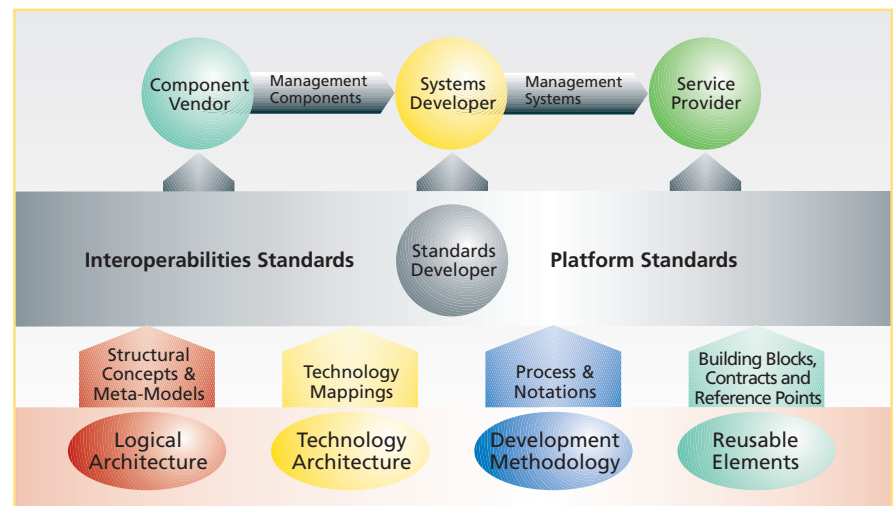 Component
Vendor
Management
Components
Systems
Developer
Management
Systems
Service
Provider
Interoperabilities Standards
Standards
Developer
Platform Standards
Structural
Concepts &
Meta-Models
Technology
Mappings
Process &
Notations
Building Blocks,
Contracts and
Reference Points
Logical
Architecture
Technology
Architecture
Development
Methodology
Reusable
Elements